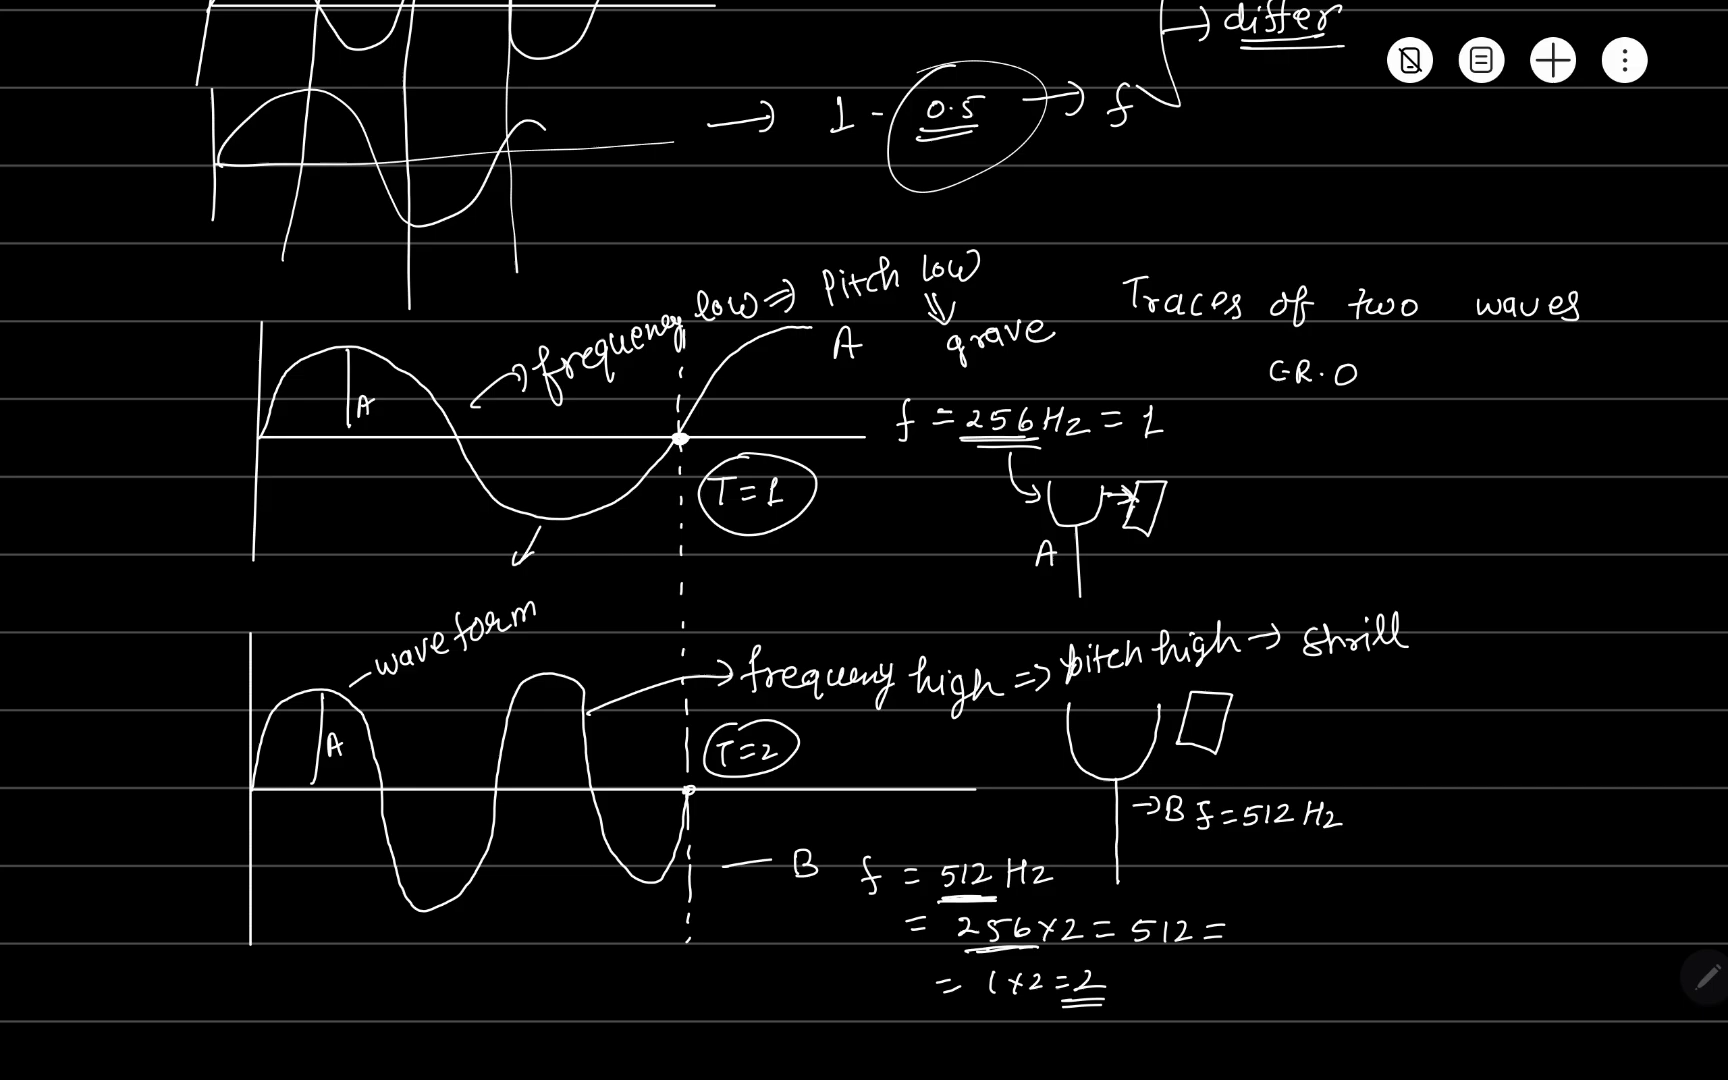 differ
1 - 0.5 → f
frequency low ⇒ Pitch low
⇓
grave
A
Traces of two waves
C.R.O
A
f = 256 Hz = 1
T = 1
A
waveform
→ frequeny high ⇒ pitch high → shrill
A
T = 2
→ B f = 512 Hz
— B f = 512 Hz
= 256 × 2 = 512 =
= 1 × 2 = 2